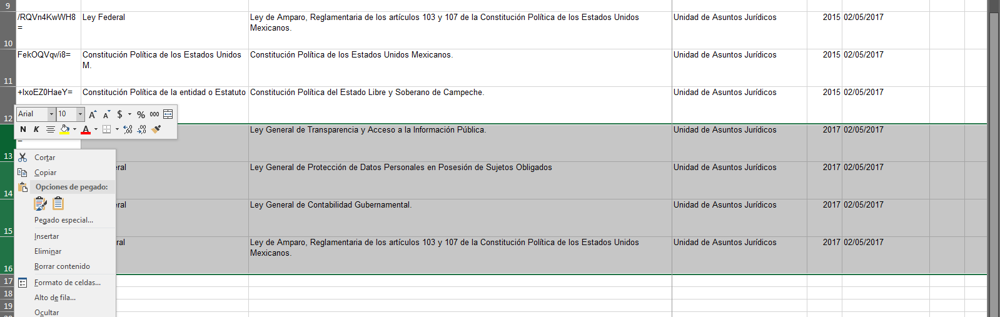 9
/RQVn4KwWH8 Ley Federal Ley de Amparo, Reglamentaria de los artículos 103 y 107 de la Constitución Política de los Estados Unidos Unidad de Asuntos Jurídicos 2015 02/05/2017
= Mexicanos.
10
FekOQVqv/i8= Constitución Política de los Estados Unidos Constitución Política de los Estados Unidos Mexicanos. Unidad de Asuntos Jurídicos 2015 02/05/2017
M.
11
+IxoEZ0HaeY= Constitución Política de la entidad o Estatuto Constitución Política del Estado Libre y Soberano de Campeche. Unidad de Asuntos Jurídicos 2015 02/05/2017
12
Arial 10 A A $ % 000
N K A ,00 ,00
Ley General de Transparencia y Acceso a la Información Pública. Unidad de Asuntos Jurídicos 2017 02/05/2017
=
13
Cortar
eral Ley General de Protección de Datos Personales en Posesión de Sujetos Obligados Unidad de Asuntos Jurídicos 2017 02/05/2017
Copiar
Opciones de pegado:
14
eral Ley General de Contabilidad Gubernamental. Unidad de Asuntos Jurídicos 2017 02/05/2017
Pegado especial...
15
Insertar
eral Ley de Amparo, Reglamentaria de los artículos 103 y 107 de la Constitución Política de los Estados Unidos Unidad de Asuntos Jurídicos 2017 02/05/2017
Mexicanos.
Eliminar
Borrar contenido
16
17
Formato de celdas...
18
Alto de fila...
19
Ocultar